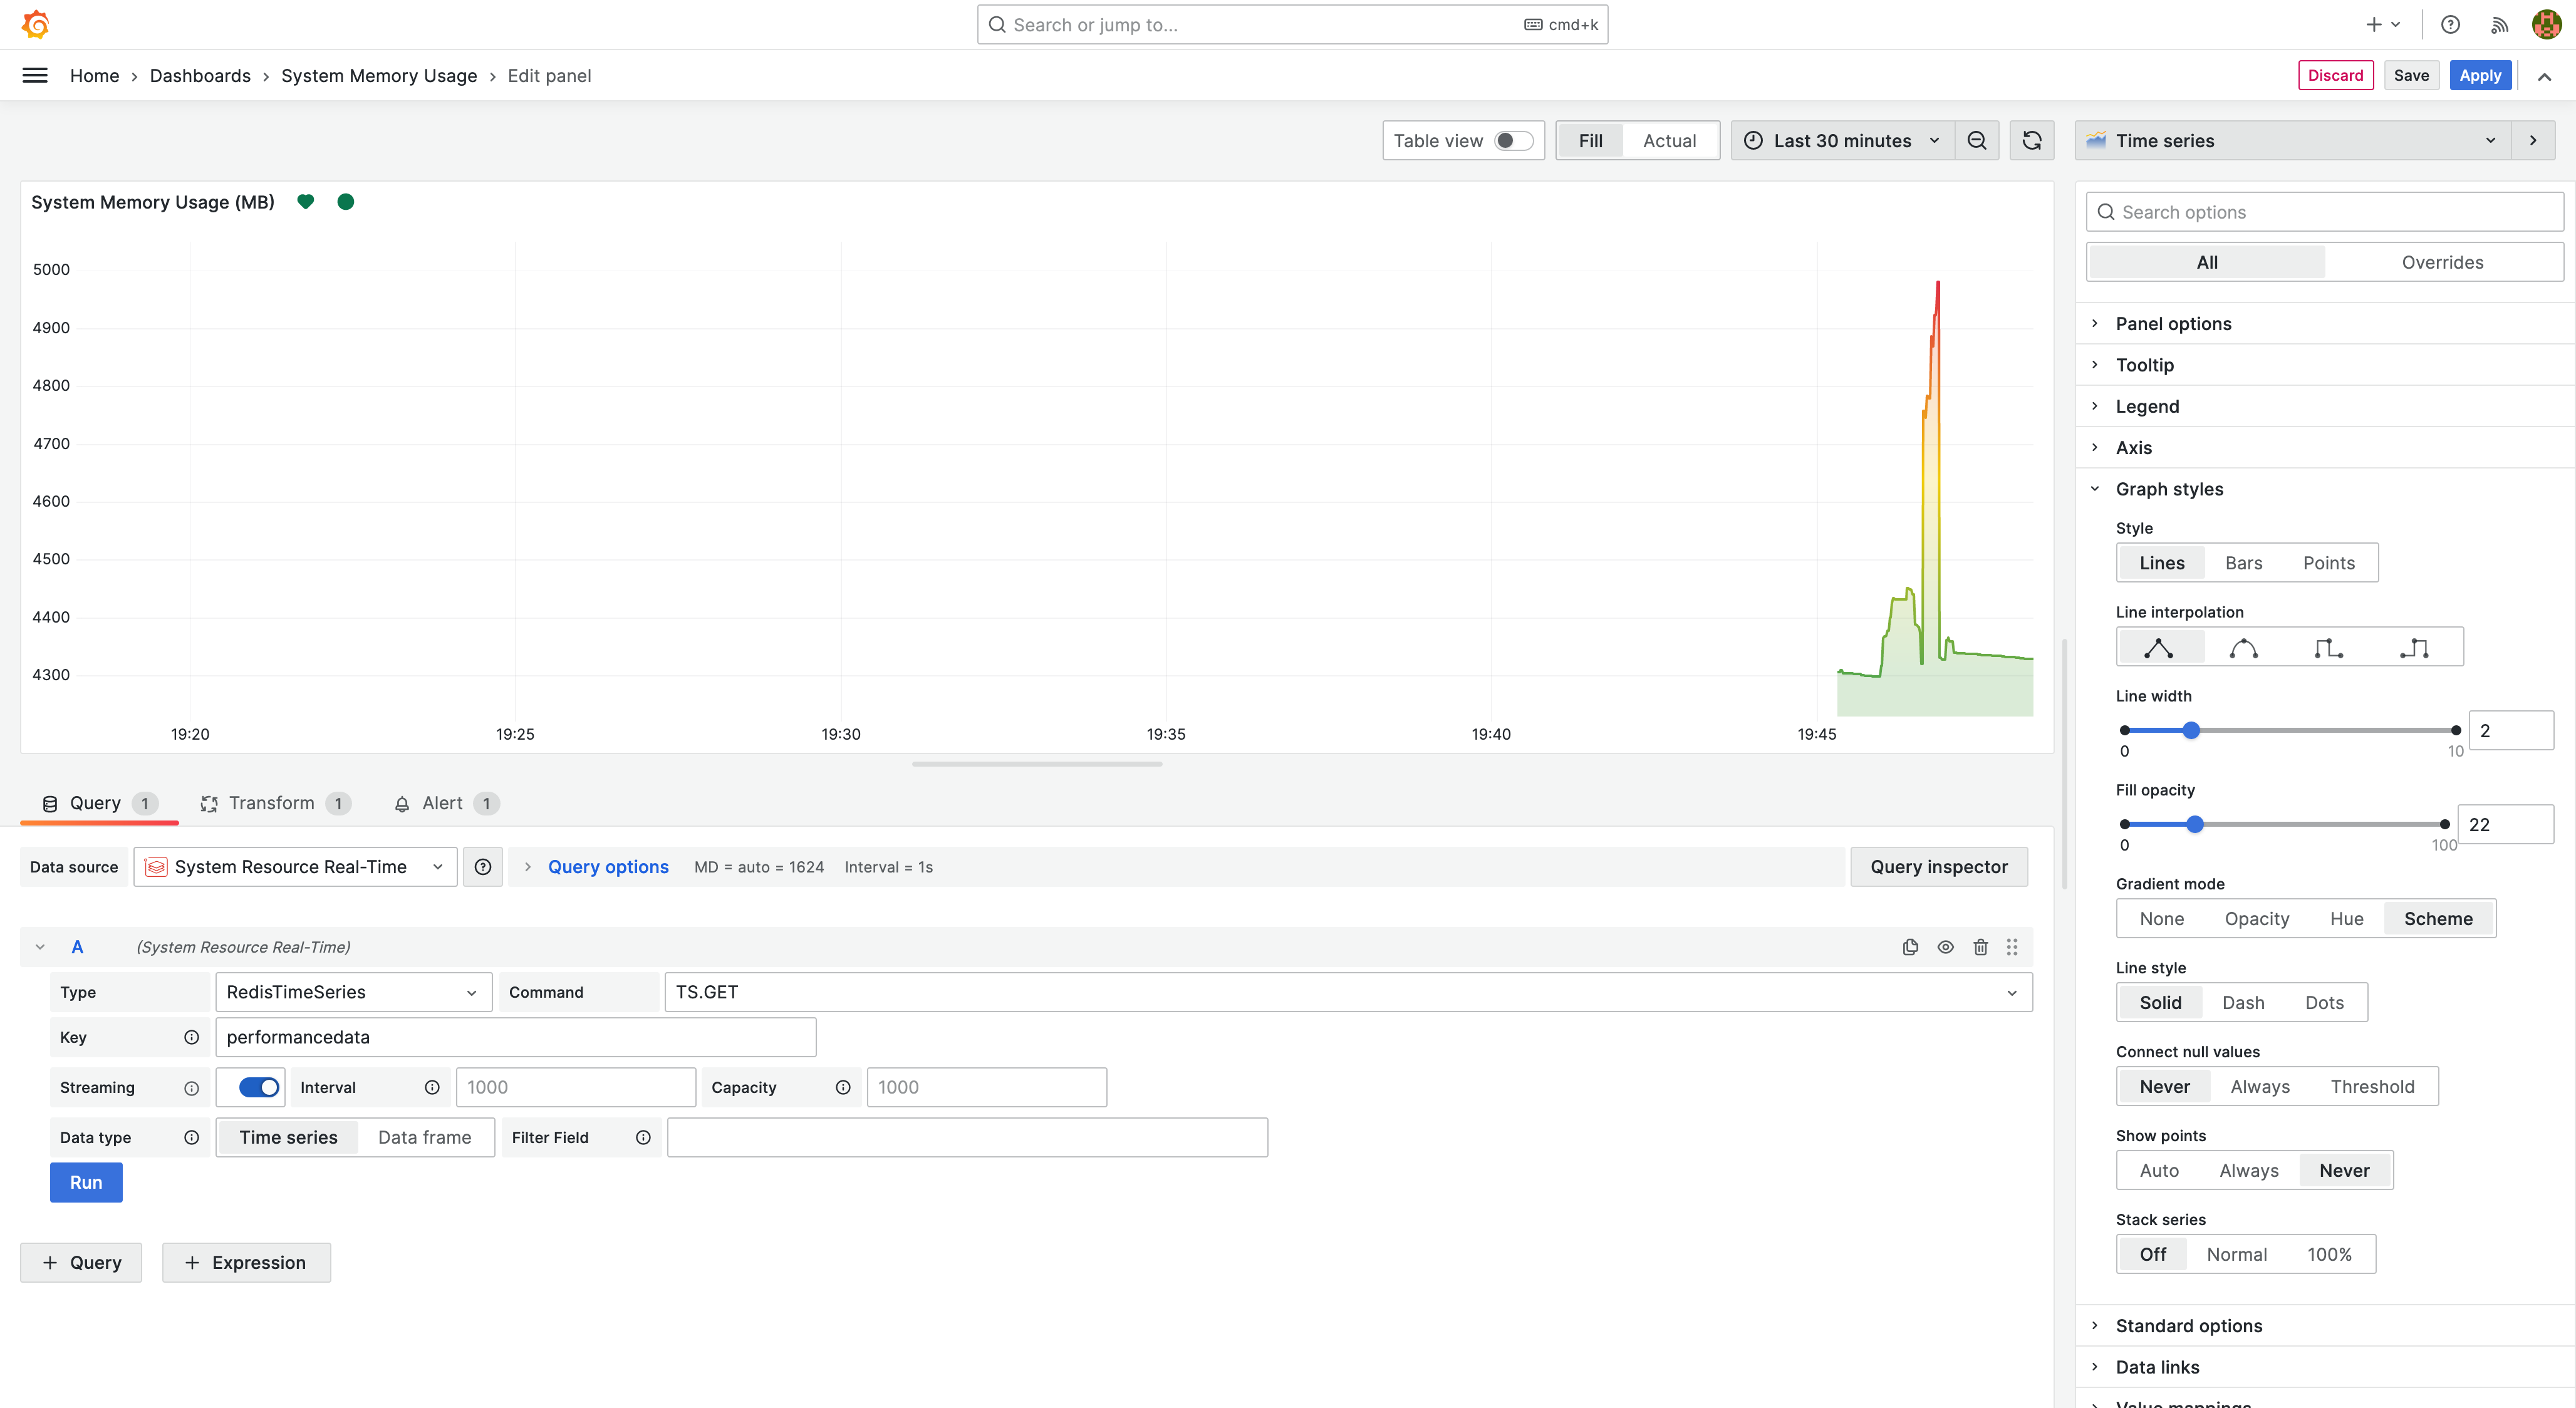 Search or jump to...
cmd+k
Home › Dashboards › System Memory Usage › Edit panel
Discard
Save
Apply
Table view
Fill
Actual
Last 30 minutes
Time series
System Memory Usage (MB)
5000
4900
4800
4700
4600
4500
4400
4300
19:20
19:25
19:30
19:35
19:40
19:45
Query 1
Transform 1
Alert 1
Data source
System Resource Real-Time
Query options
MD = auto = 1624
Interval = 1s
Query inspector
A
(System Resource Real-Time)
Type
RedisTimeSeries
Command
TS.GET
Key
performancedata
Streaming
Interval
1000
Capacity
1000
Data type
Time series
Data frame
Filter Field
Run
+ Query
+ Expression
Search options
All
Overrides
Panel options
Tooltip
Legend
Axis
Graph styles
Style
Lines
Bars
Points
Line interpolation
Line width
0
10
2
Fill opacity
0
100
22
Gradient mode
None
Opacity
Hue
Scheme
Line style
Solid
Dash
Dots
Connect null values
Never
Always
Threshold
Show points
Auto
Always
Never
Stack series
Off
Normal
100%
Standard options
Data links
Value mappings